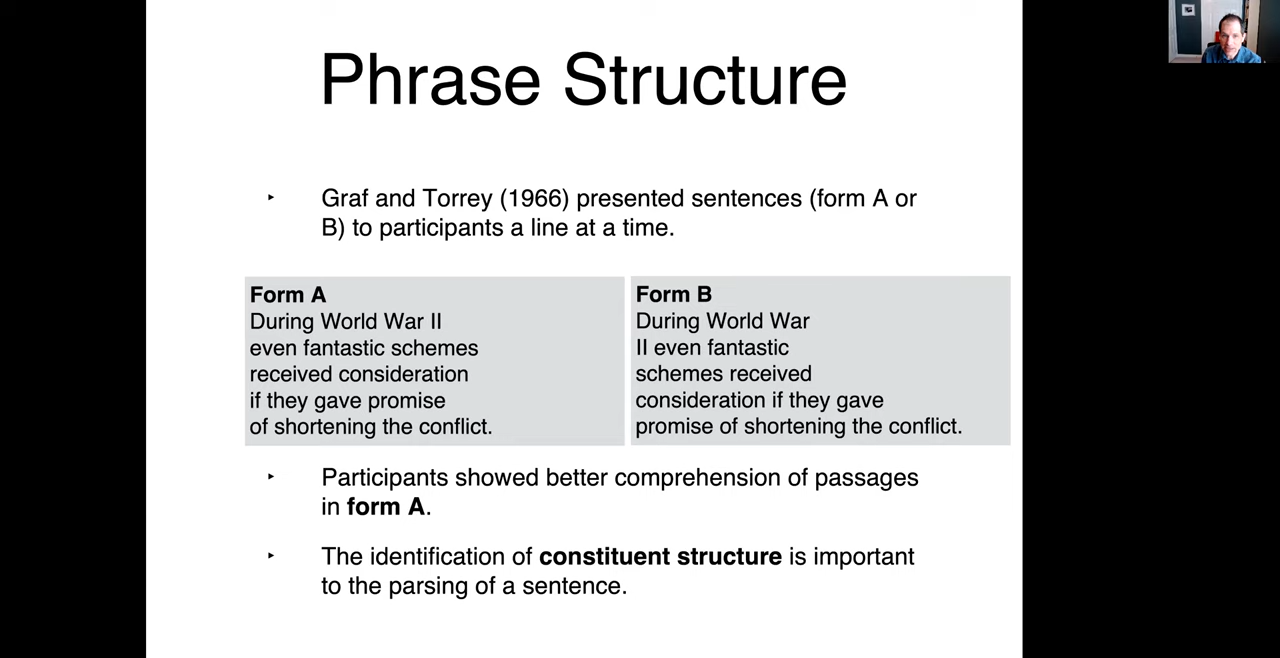 Phrase Structure
‣ Graf and Torrey (1966) presented sentences (form A or
B) to participants a line at a time.
Form A
During World War II
even fantastic schemes
received consideration
if they gave promise
of shortening the conflict.
Form B
During World War
II even fantastic
schemes received
consideration if they gave
promise of shortening the conflict.
‣ Participants showed better comprehension of passages
in form A.
‣ The identification of constituent structure is important
to the parsing of a sentence.